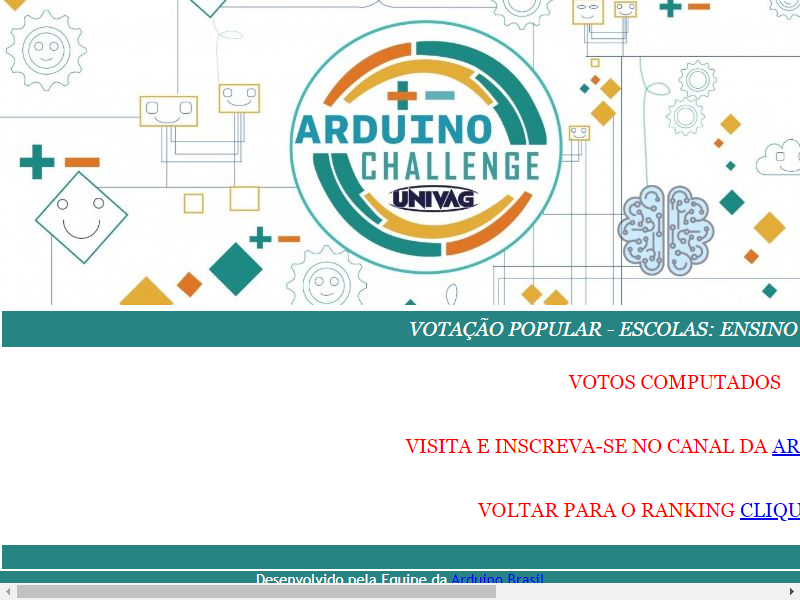 ARDUINO
CHALLENGE
UNIVAG
VOTAÇÃO POPULAR - ESCOLAS: ENSINO
VOTOS COMPUTADOS
VISITA E INSCREVA-SE NO CANAL DA AR
VOLTAR PARA O RANKING CLIQU
Desenvolvido pela Equipe da Arduino Brasil